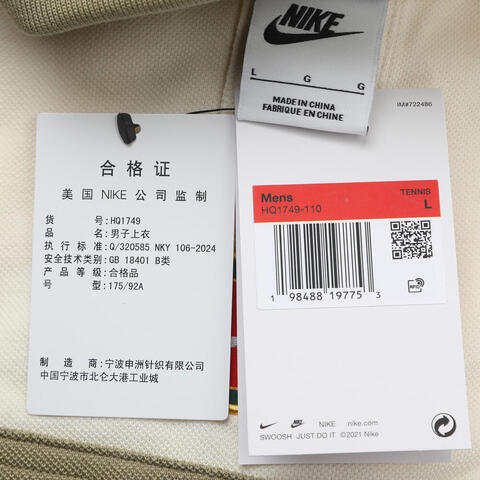 NIKE
L G G
MADE IN CHINA
FABRIQUE EN CHINE
IM#722486
合格证
美国 NIKE 公司监制
货 号:HQ1749
品 名:男子上衣
执行标准:Q/320585 NKY 106-2024
安全技术类别:GB 18401 B类
产品等级:合格品
号 型:175/92A
制 造 商:宁波申洲针织有限公司
中国宁波市北仑大港工业城
Mens
HQ1749-110
TENNIS
L
1 98488 19775 3
RFID
NIKE nike.com
SWOOSH JUST DO IT ©2021 Nike